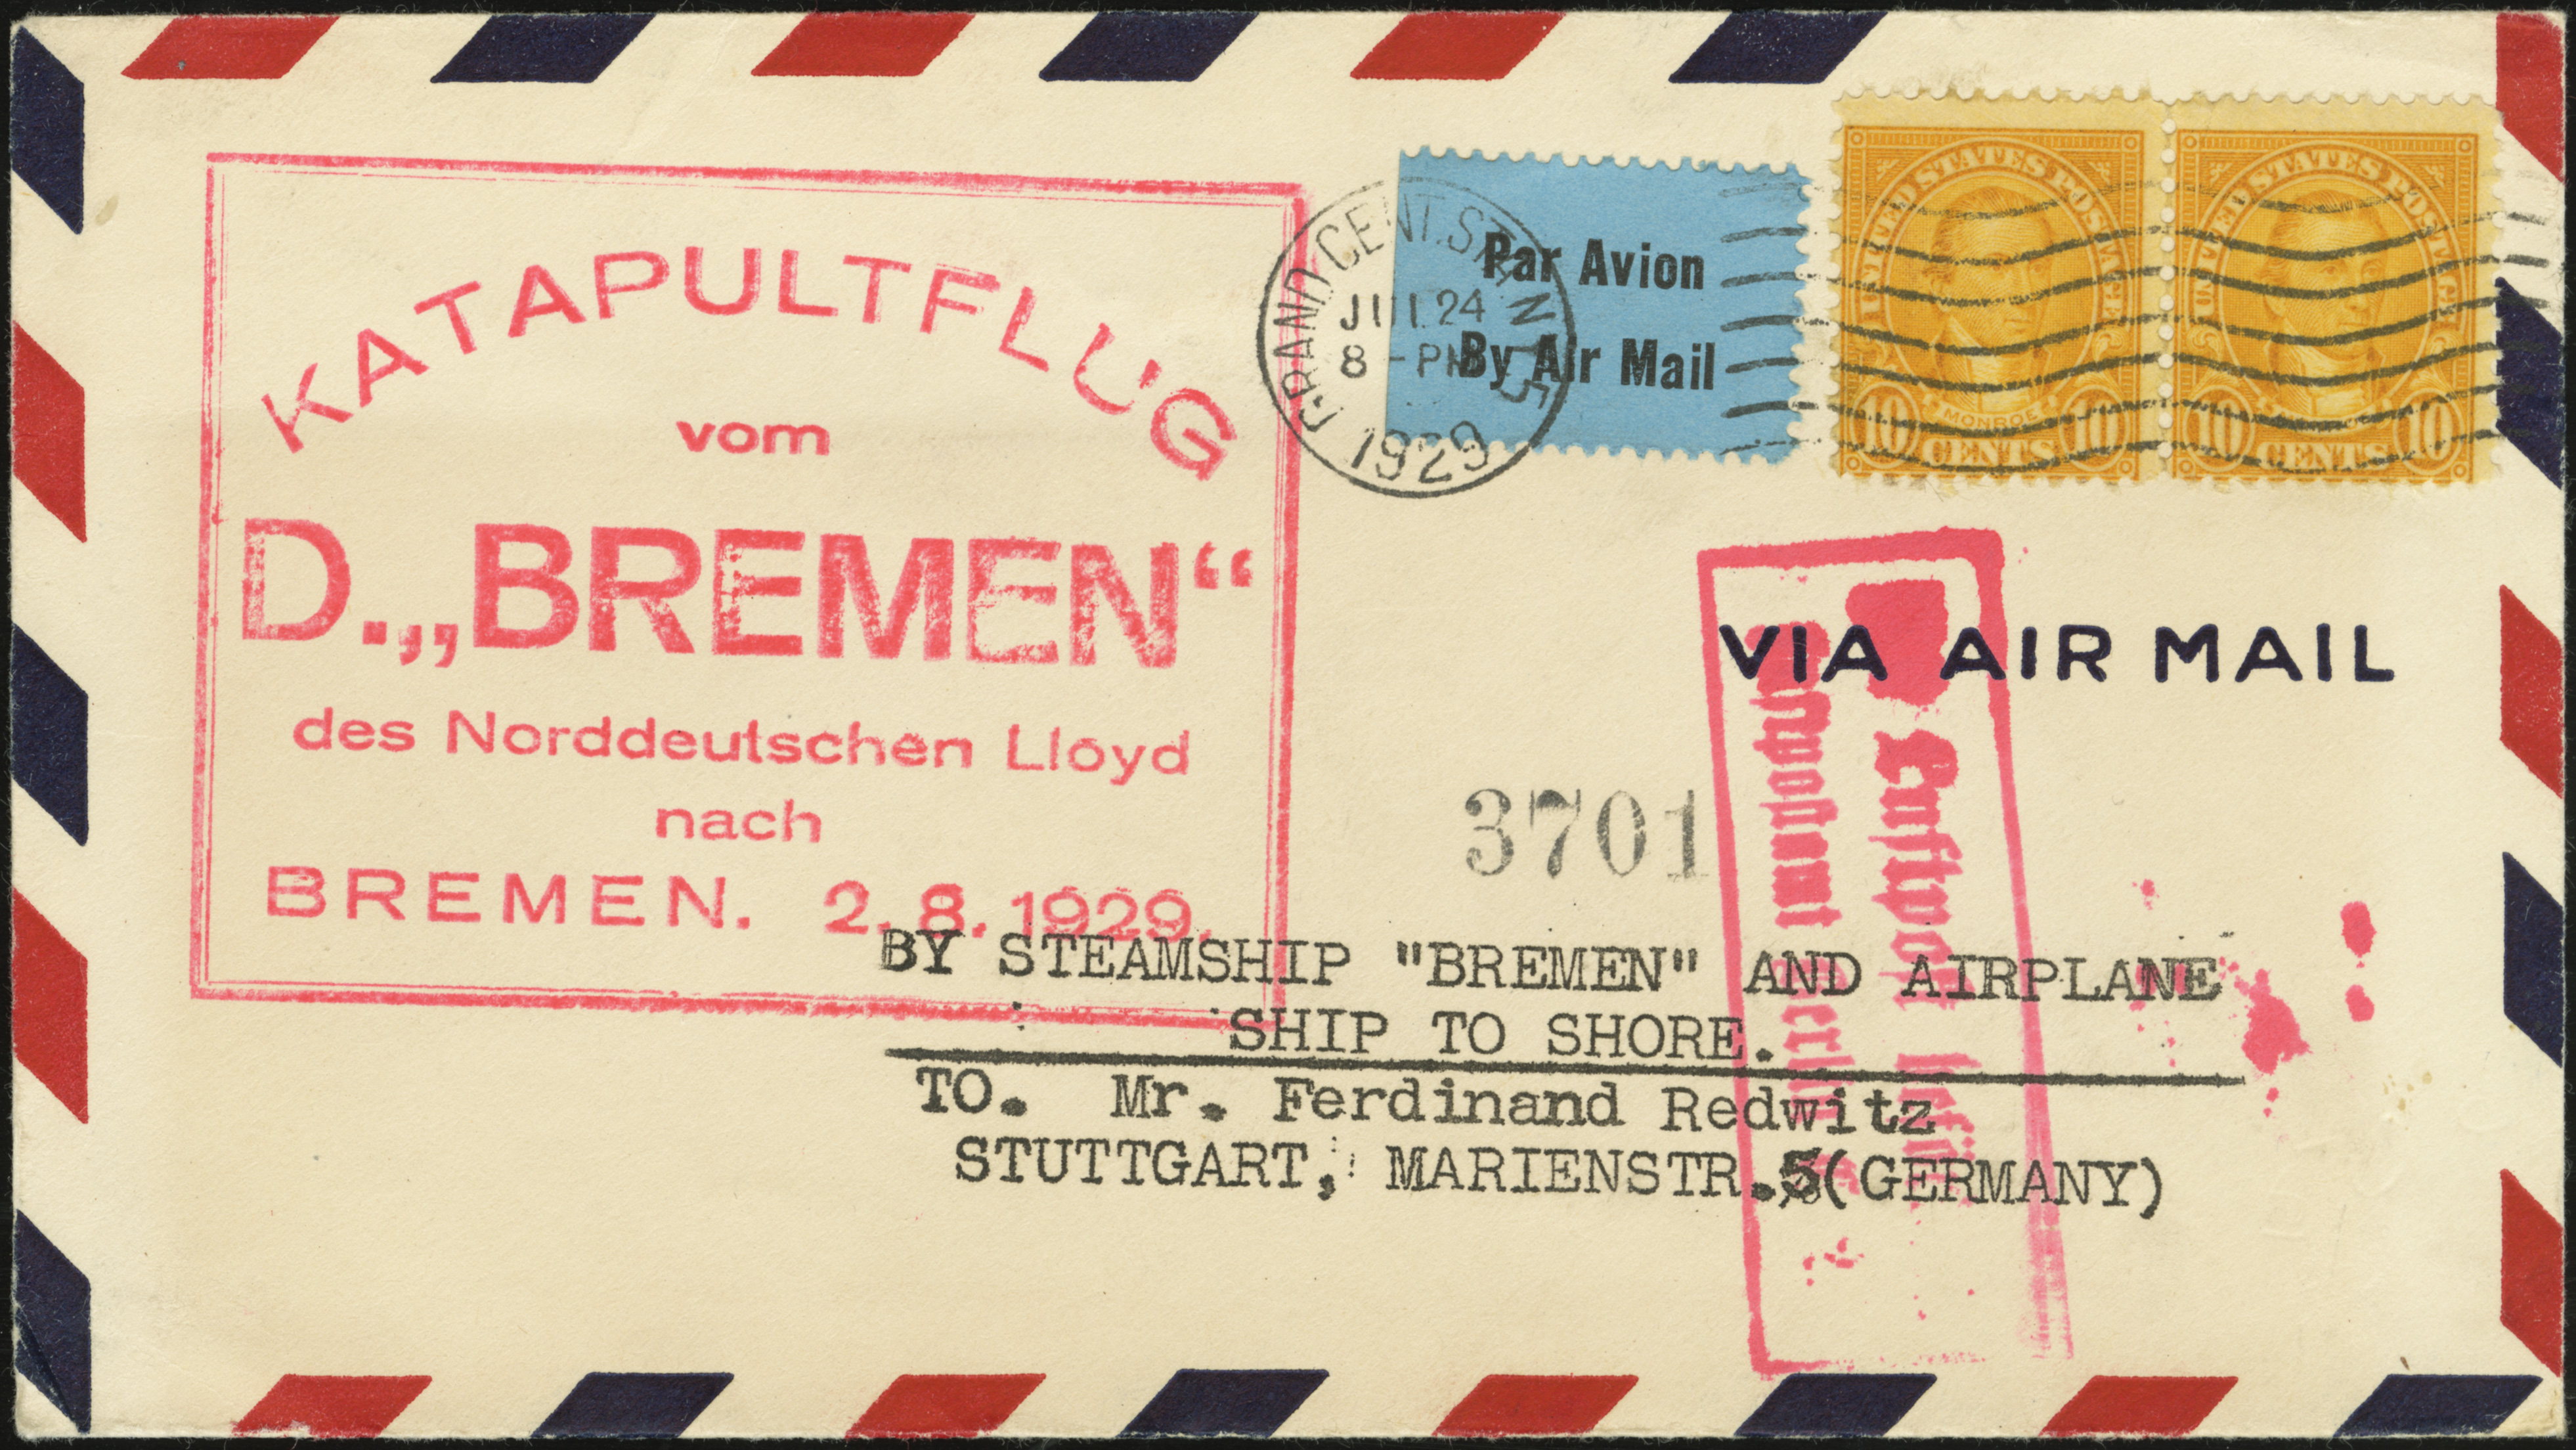 KATAPULTFLUG
vom
D. „BREMEN“
des Norddeutschen Lloyd
nach
BREMEN. 2.8.1929.
GRAND CENT. STA. N.Y.
JUL 24
8 - PM
1929
Par Avion
By Air Mail
UNITED STATES POSTAGE
MONROE
10 CENTS 10
UNITED STATES POSTAGE
10 CENTS 10
VIA AIR MAIL
Luftpost
Berlin
3701
BY STEAMSHIP "BREMEN" AND AIRPLANE
SHIP TO SHORE.
TO. Mr. Ferdinand Redwitz
STUTTGART, MARIENSTR.5(GERMANY)